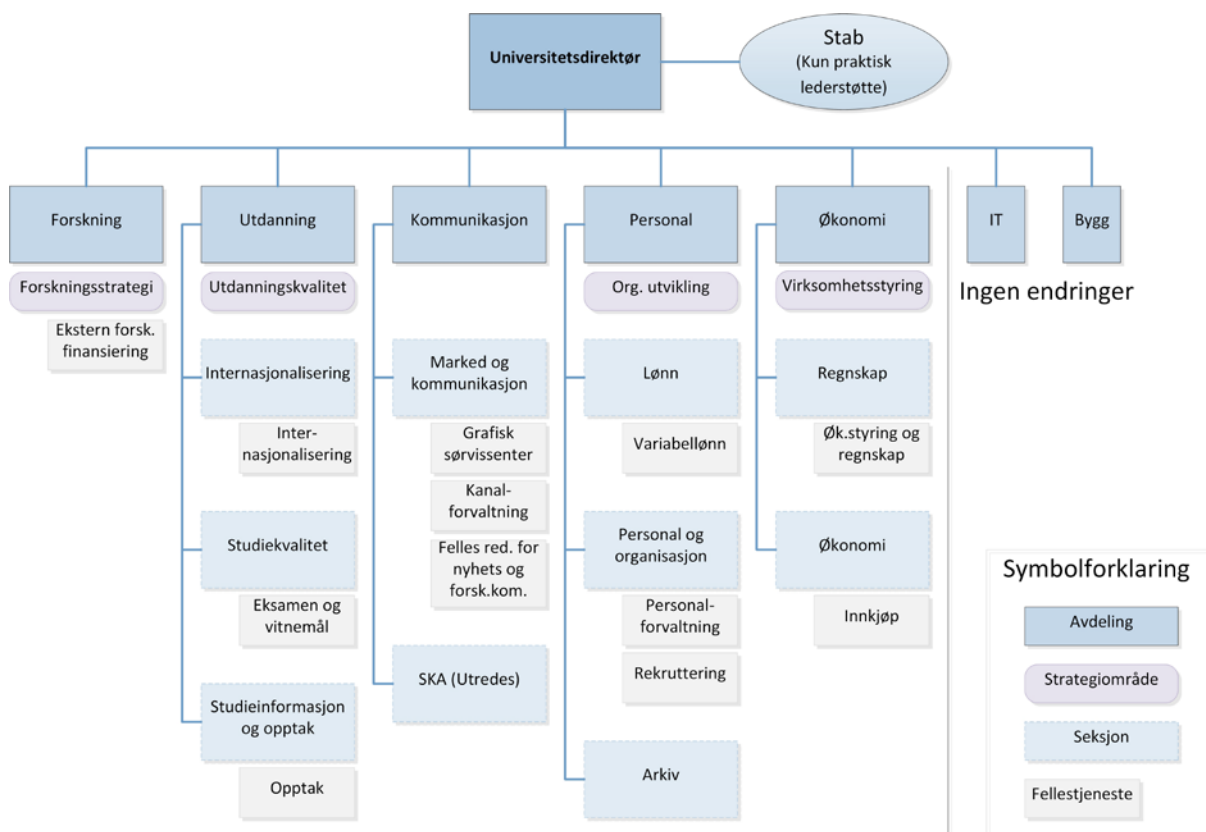 Universitetsdirektør
Stab
(Kun praktisk
lederstøtte)
Forskning
Utdanning
Kommunikasjon
Personal
Økonomi
IT
Bygg
Forskningsstrategi
Utdanningskvalitet
Org. utvikling
Virksomhetsstyring
Ingen endringer
Ekstern forsk.
finansiering
Internasjonalisering
Marked og
kommunikasjon
Lønn
Regnskap
Inter-
nasjonalisering
Grafisk
sørvissenter
Variabellønn
Øk.styring og
regnskap
Kanal-
forvaltning
Studiekvalitet
Felles red. for
nyhets og
forsk.kom.
Personal og
organisasjon
Økonomi
Eksamen og
vitnemål
Personal-
forvaltning
Innkjøp
Rekruttering
SKA (Utredes)
Studieinformasjon
og opptak
Arkiv
Opptak
Symbolforklaring
Avdeling
Strategiområde
Seksjon
Fellestjeneste